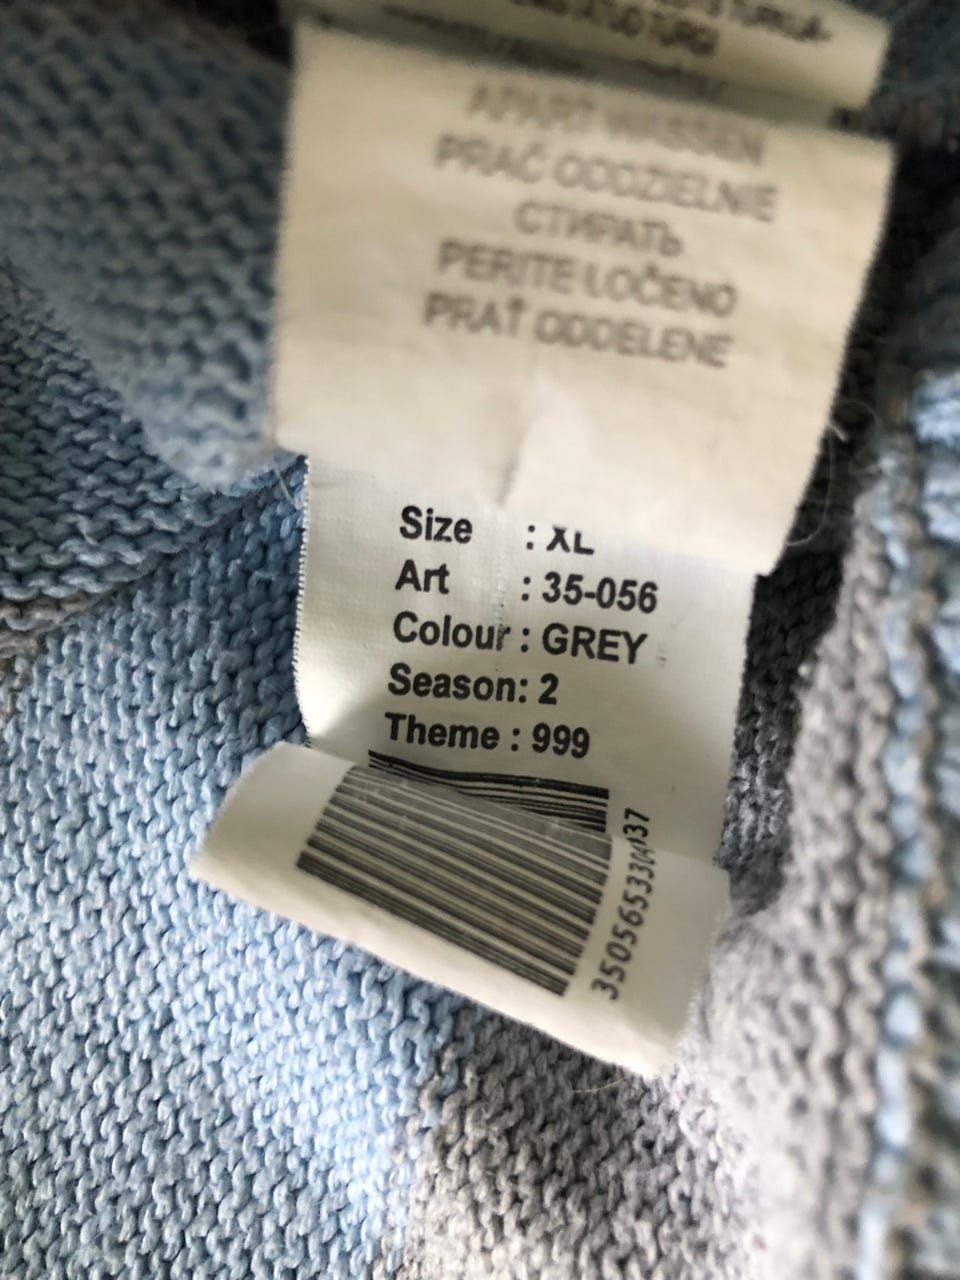 APART WASSEN
PRAĆ ODDZIELNIE
СТИРАТЬ
PERITE LOČENO
PRAŤ ODDELENE
Size : XL
Art : 35-056
Colour : GREY
Season: 2
Theme : 999